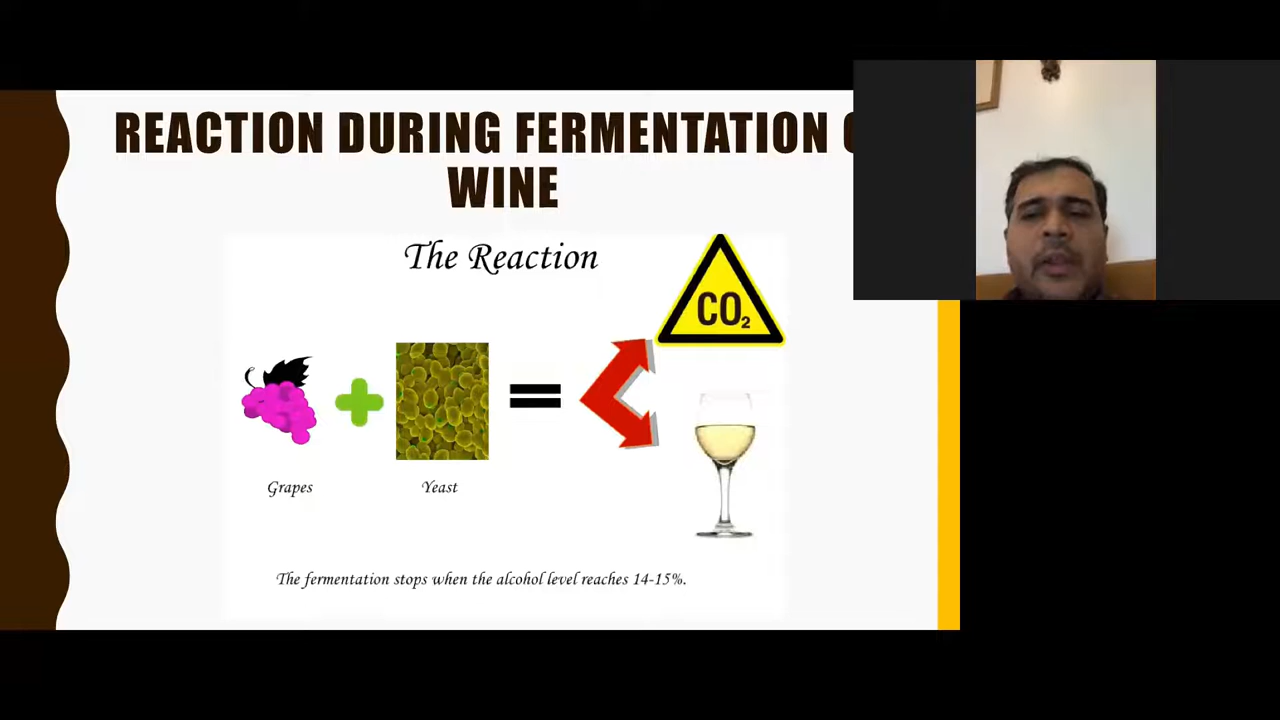 REACTION DURING FERMENTATION
WINE
The Reaction
CO₂
Grapes
Yeast
The fermentation stops when the alcohol level reaches 14-15%.